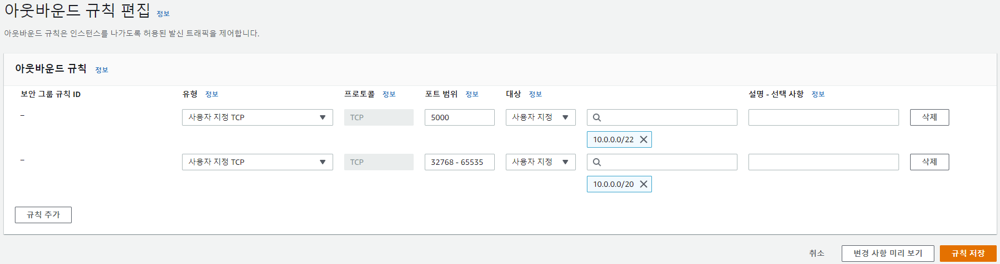 아웃바운드 규칙 편집 정보
아웃바운드 규칙은 인스턴스를 나가도록 허용된 발신 트래픽을 제어합니다.
아웃바운드 규칙 정보
보안 그룹 규칙 ID 유형 정보 프로토콜 정보 포트 범위 정보 대상 정보 설명 - 선택 사항 정보
– 사용자 지정 TCP TCP 5000 사용자 지정 삭제
10.0.0.0/22
– 사용자 지정 TCP TCP 32768 - 65535 사용자 지정 삭제
10.0.0.0/20
규칙 추가
취소 변경 사항 미리 보기 규칙 저장